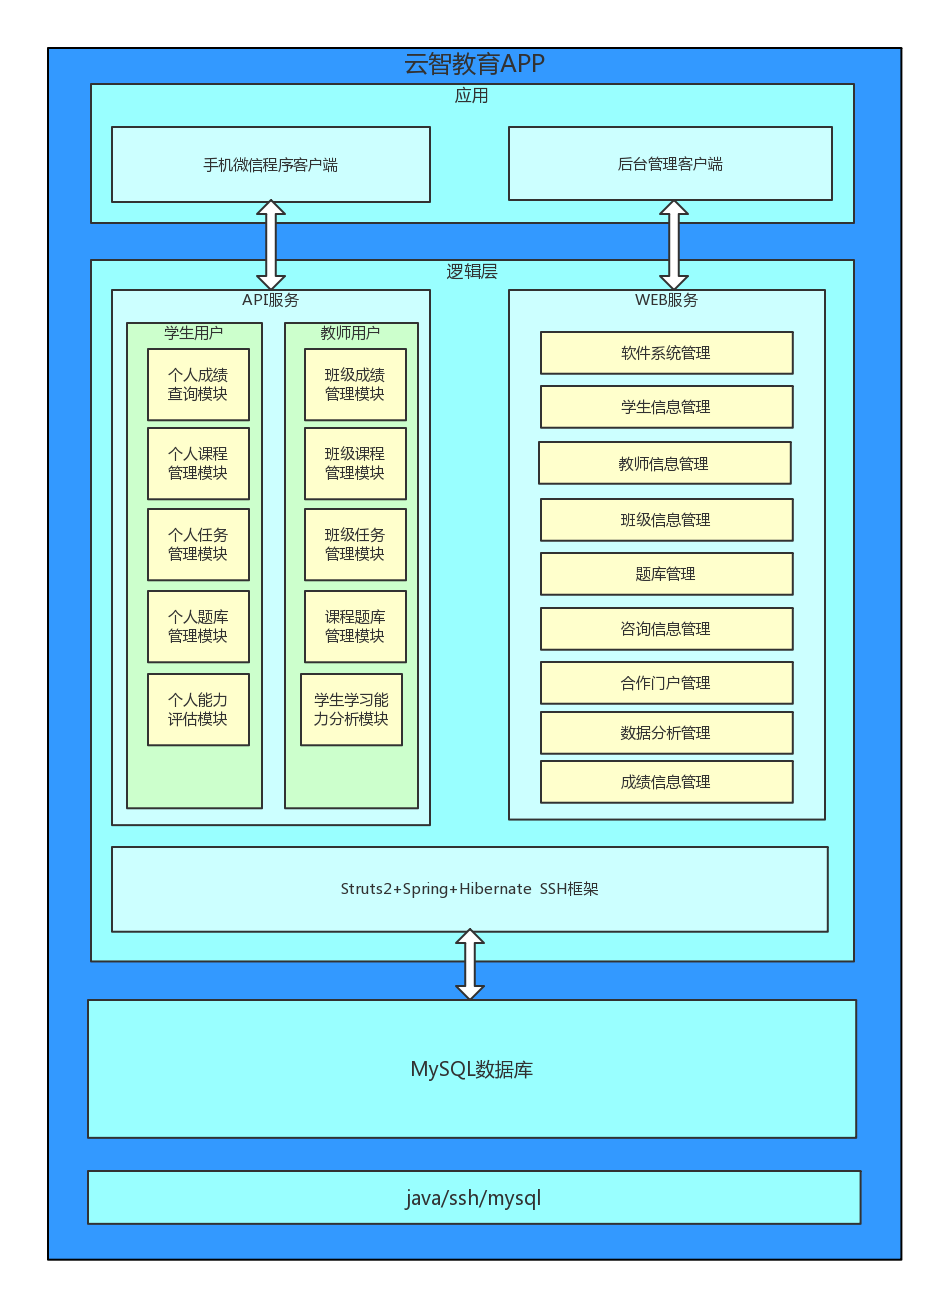 云智教育APP
应用
手机微信程序客户端
后台管理客户端
逻辑层
API服务
学生用户
个人成绩
查询模块
个人课程
管理模块
个人任务
管理模块
个人题库
管理模块
个人能力
评估模块
教师用户
班级成绩
管理模块
班级课程
管理模块
班级任务
管理模块
课程题库
管理模块
学生学习能
力分析模块
WEB服务
软件系统管理
学生信息管理
教师信息管理
班级信息管理
题库管理
咨询信息管理
合作门户管理
数据分析管理
成绩信息管理
Struts2+Spring+Hibernate SSH框架
MySQL数据库
java/ssh/mysql